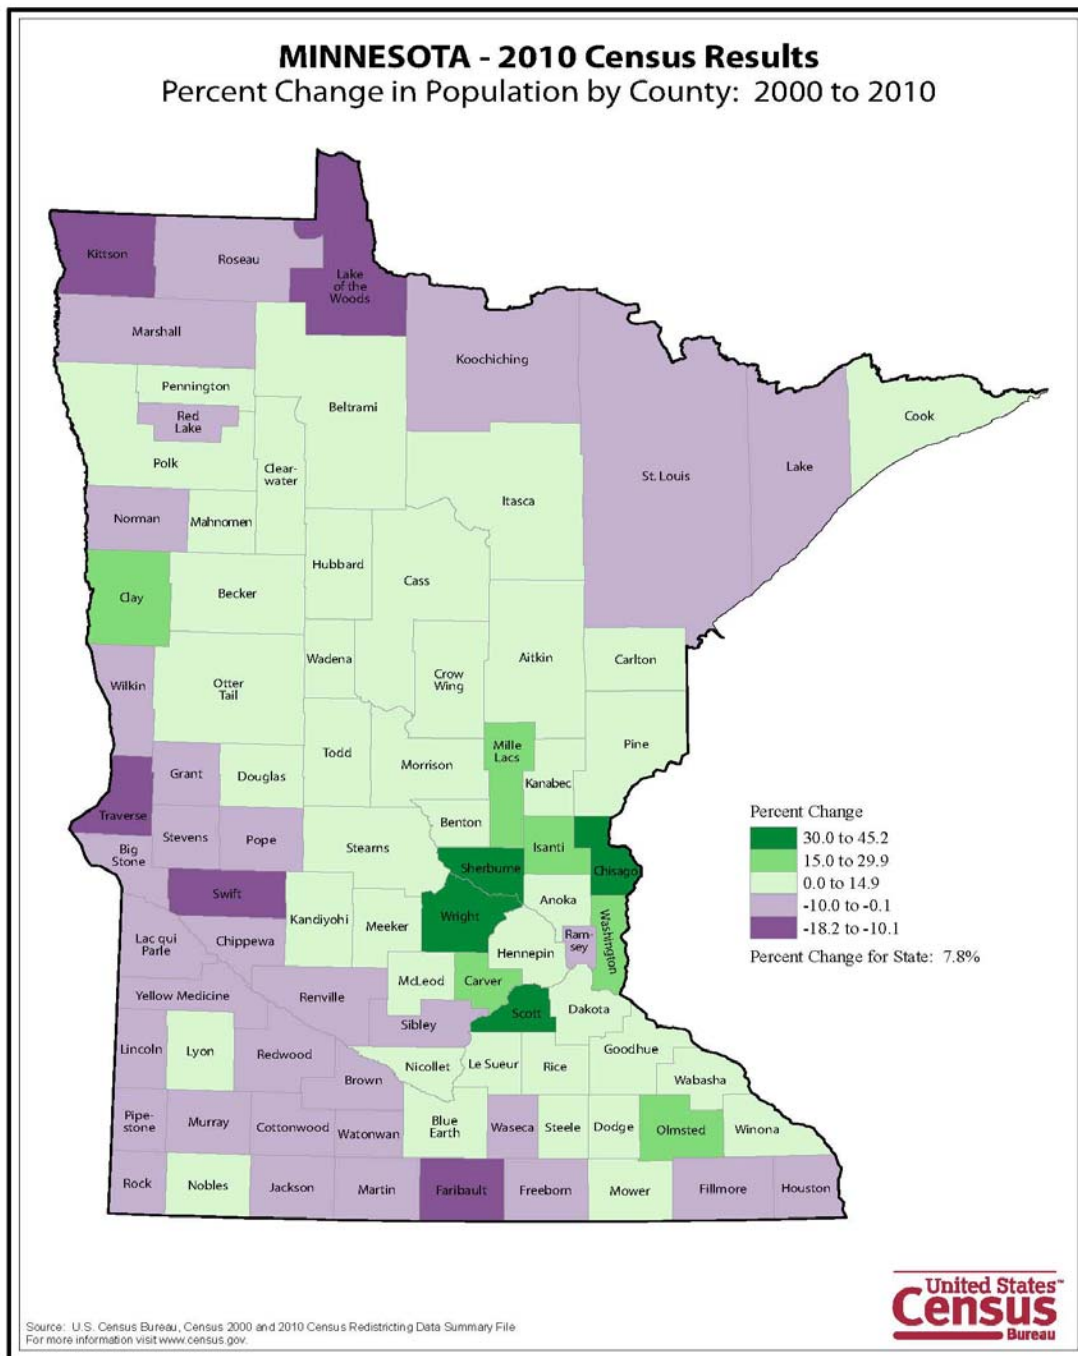 MINNESOTA - 2010 Census Results
Percent Change in Population by County: 2000 to 2010
Kittson
Roseau
Lake
of the
Woods
Marshall
Koochiching
Pennington
Beltrami
Red
Lake
Cook
Polk
Clear-
water
St. Louis
Lake
Itasca
Norman
Mahnomen
Hubbard
Cass
Clay
Becker
Wadena
Aitkin
Carlton
Wilkin
Otter
Tail
Crow
Wing
Mille
Lacs
Pine
Todd
Morrison
Grant
Douglas
Kanabec
Traverse
Benton
Stevens
Pope
Stearns
Isanti
Big
Stone
Sherburne
Chisago
Swift
Anoka
Kandiyohi
Meeker
Wright
Washington
Lac qui
Parle
Chippewa
Ram-
sey
Hennepin
McLeod
Carver
Yellow Medicine
Renville
Scott
Dakota
Sibley
Lincoln
Lyon
Redwood
Goodhue
Nicollet
Le Sueur
Rice
Brown
Wabasha
Pipe-
stone
Murray
Cottonwood
Watonwan
Blue
Earth
Waseca
Steele
Dodge
Olmsted
Winona
Rock
Nobles
Jackson
Martin
Faribault
Freeborn
Mower
Fillmore
Houston
Percent Change
30.0 to 45.2
15.0 to 29.9
0.0 to 14.9
-10.0 to -0.1
-18.2 to -10.1
Percent Change for State: 7.8%
Source: U.S. Census Bureau, Census 2000 and 2010 Census Redistricting Data Summary File
For more information visit www.census.gov.
United States™
Census
Bureau